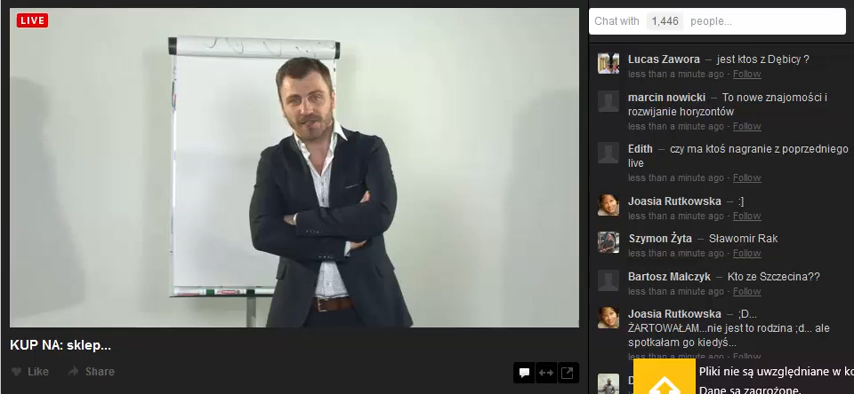 LIVE
KUP NA: sklep...
Like Share
Chat with 1,446 people...
Lucas Zawora – jest ktos z Dębicy ?
less than a minute ago · Follow
marcin nowicki – To nowe znajomości i
rozwijanie horyzontów
less than a minute ago · Follow
Edith – czy ma ktoś nagranie z poprzedniego
live
less than a minute ago · Follow
Joasia Rutkowska – :]
less than a minute ago · Follow
Szymon Żyta – Sławomir Rak
less than a minute ago · Follow
Bartosz Malczyk – Kto ze Szczecina??
less than a minute ago · Follow
Joasia Rutkowska – ;D...
ŻARTOWAŁAM...nie jest to rodzina ;d... ale
spotkałam go kiedyś...
less than a minute ago · Follow
Pliki nie są uwzględniane w
Dane są zagrożone.